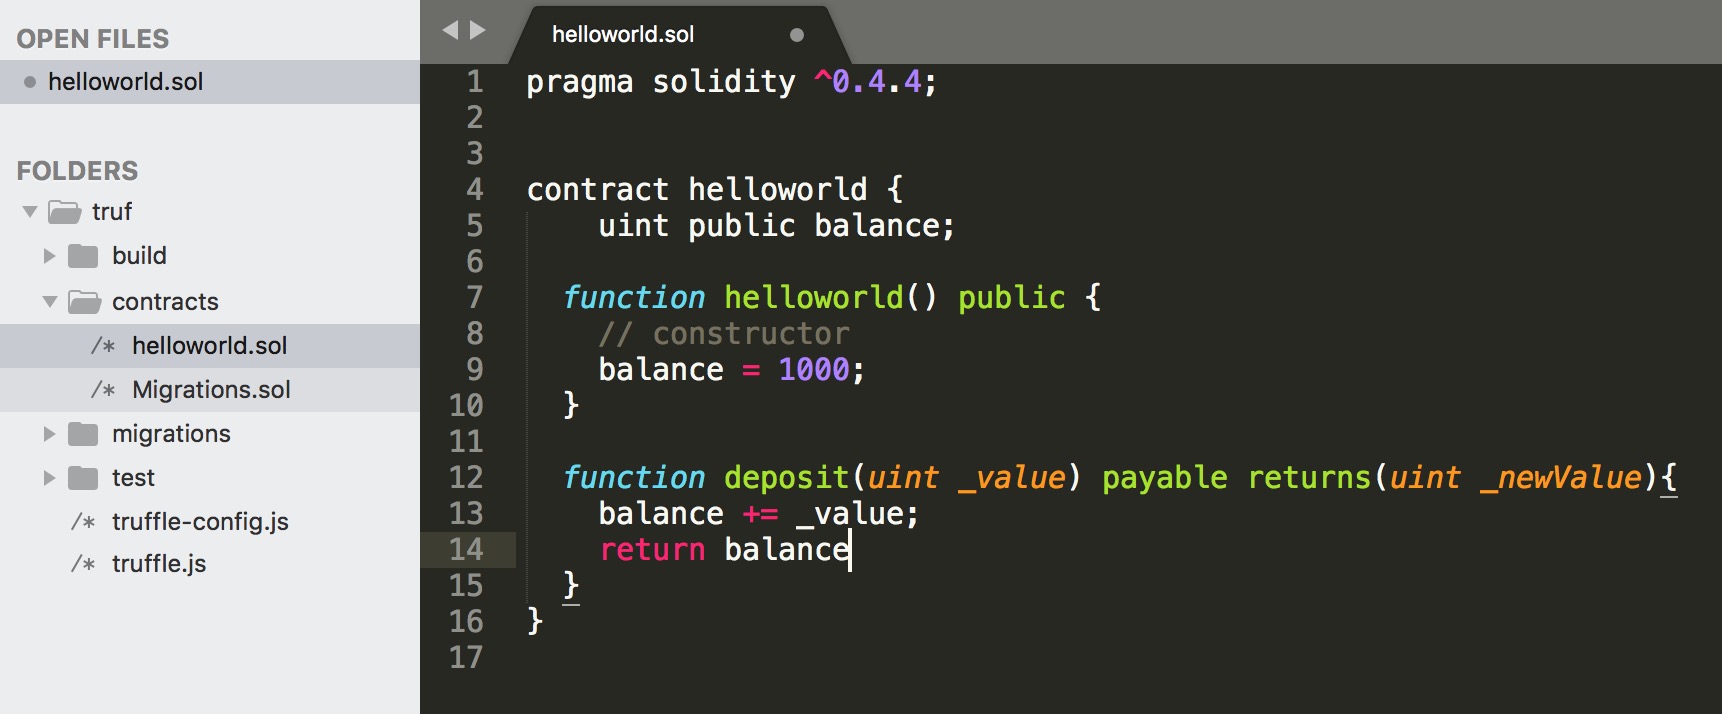 OPEN FILES
helloworld.sol
FOLDERS
truf
build
contracts
/* helloworld.sol
/* Migrations.sol
migrations
test
/* truffle-config.js
/* truffle.js
helloworld.sol
1 pragma solidity ^0.4.4;
2
3
4 contract helloworld {
5     uint public balance;
6
7   function helloworld() public {
8     // constructor
9     balance = 1000;
10   }
11
12   function deposit(uint _value) payable returns(uint _newValue){
13     balance += _value;
14     return balance
15   }
16 }
17